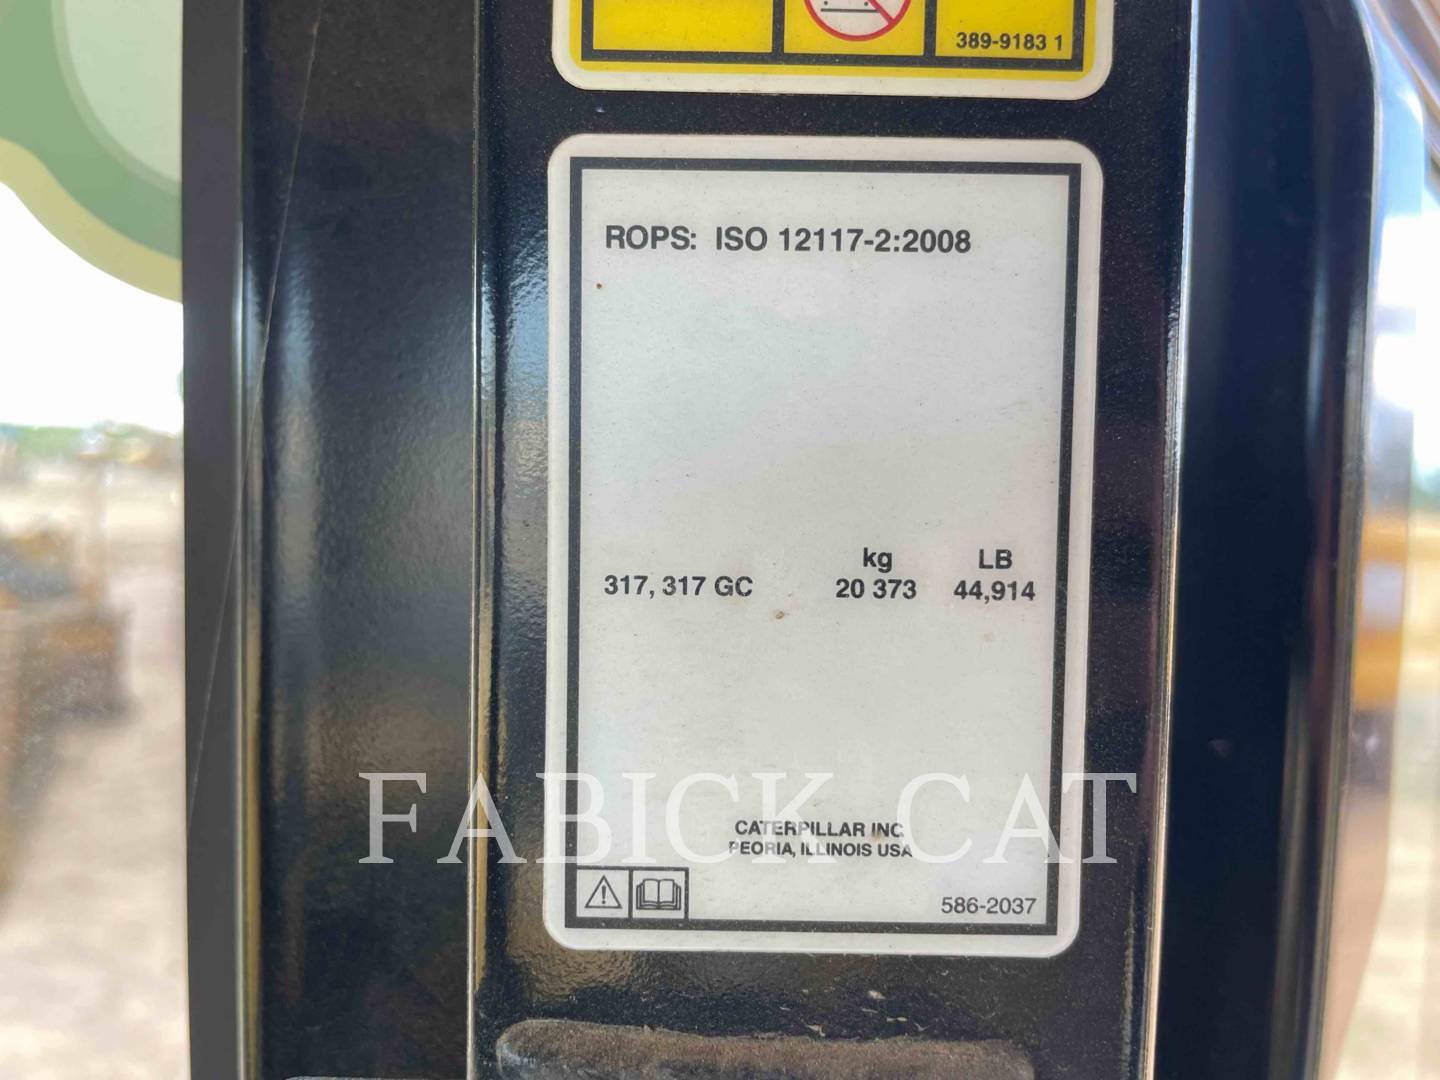 389-9183 1
ROPS: ISO 12117-2:2008
kg LB
317, 317 GC 20 373 44,914
FABICK CAT
CATERPILLAR INC
PEORIA, ILLINOIS USA
586-2037